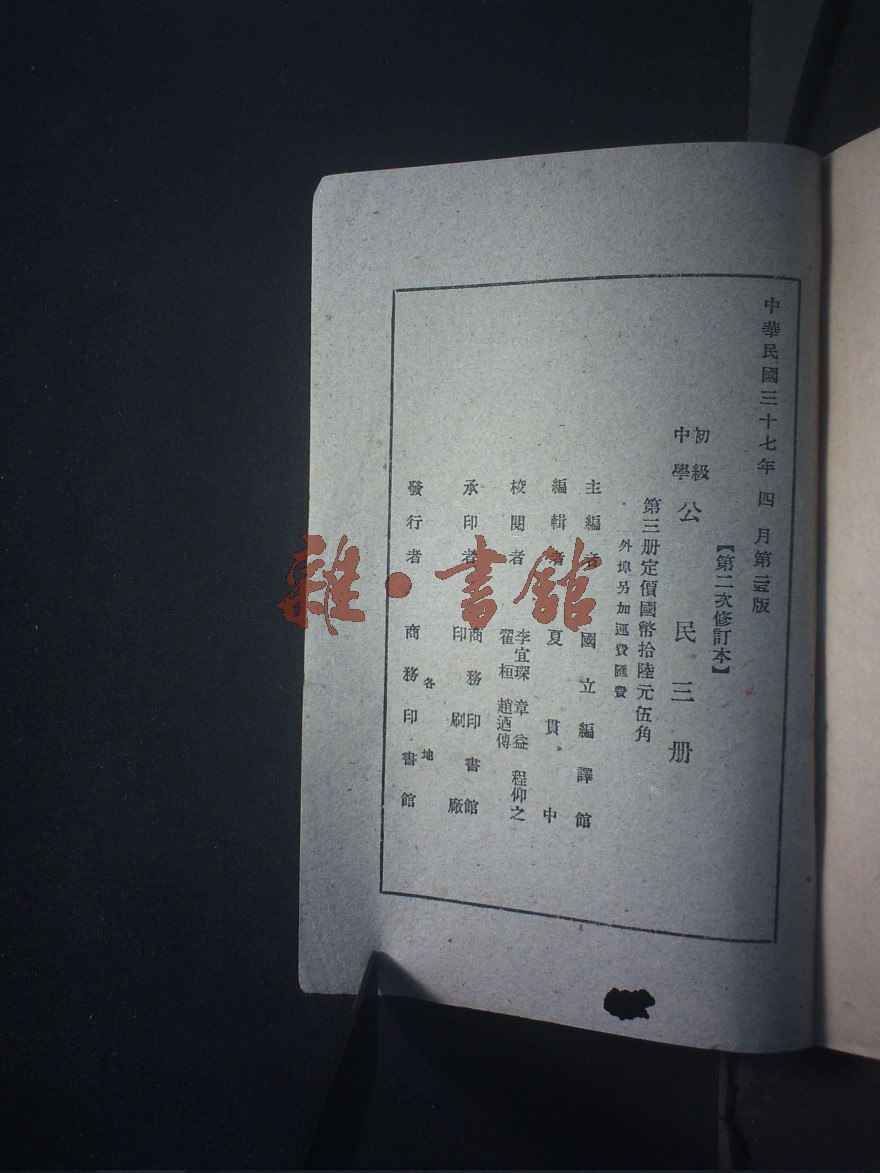 中華民國三十七年四月第壹版
【第二次修訂本】
初級中學公民三册
第三册定價國幣拾陸元伍角
外埠另加運費匯費
主編者 國立編譯館
編輯者 夏貫中
校閱者 李宜琛 章益 程仰之
瞿桓 趙迺傳
承印者 商務印書館
印刷廠
發行者 各地
商務印書館
雜·書館